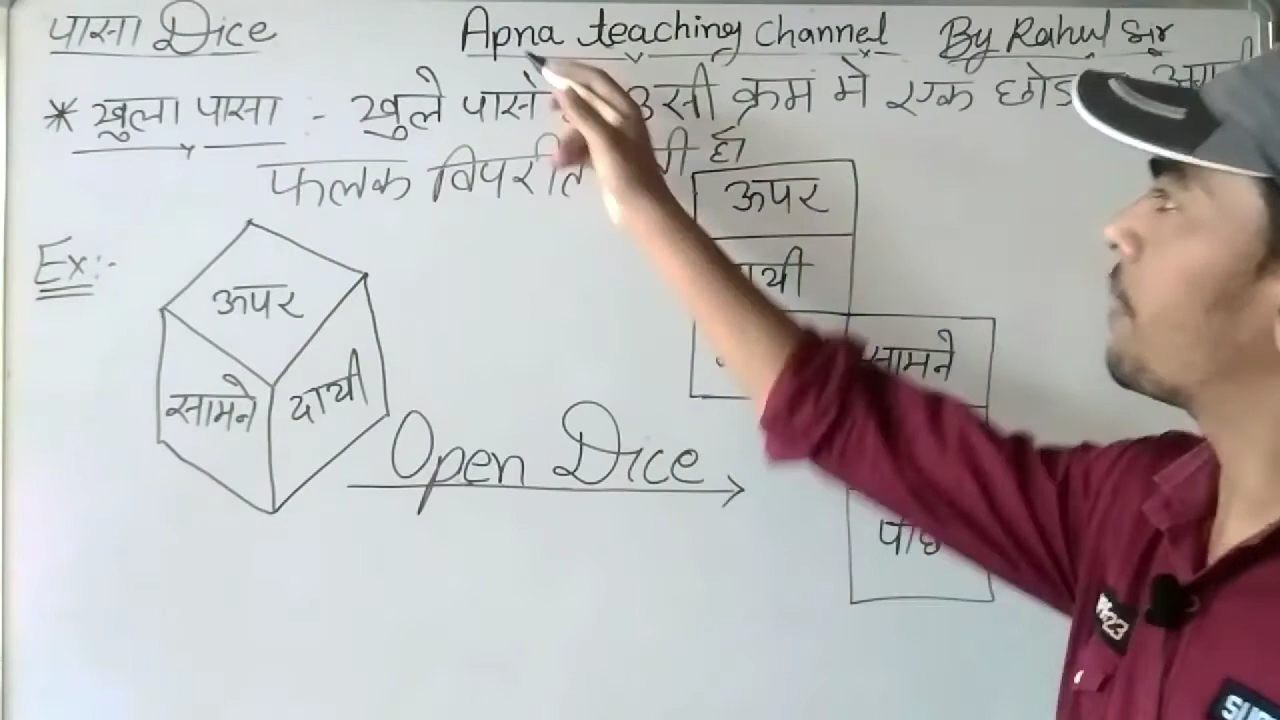 पासा Dice Apna teaching Channel By Rahul Sir
* खुला पासा :- खुले पासे उसी क्रम में एक छोड
फलक विपरीत
Ex:-
ऊपर
सामने दायी
Open Dice
ऊपर
सामने